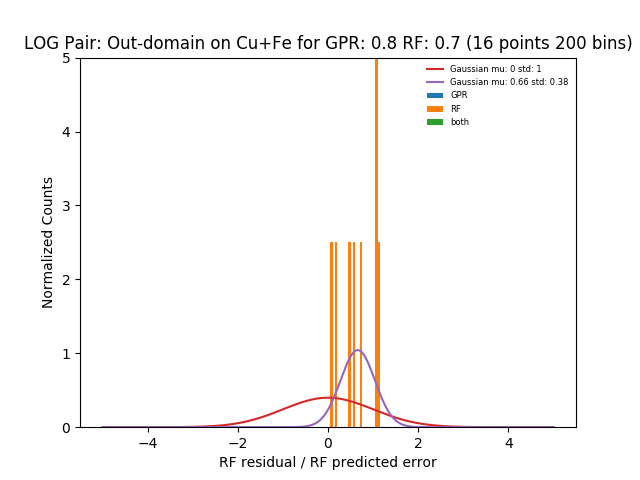 LOG Pair: Out-domain on Cu+Fe for GPR: 0.8 RF: 0.7 (16 points 200 bins)
Gaussian mu: 0 std: 1
Gaussian mu: 0.66 std: 0.38
GPR
RF
both
Normalized Counts
5
4
3
2
1
0
−4
−2
0
2
4
RF residual / RF predicted error